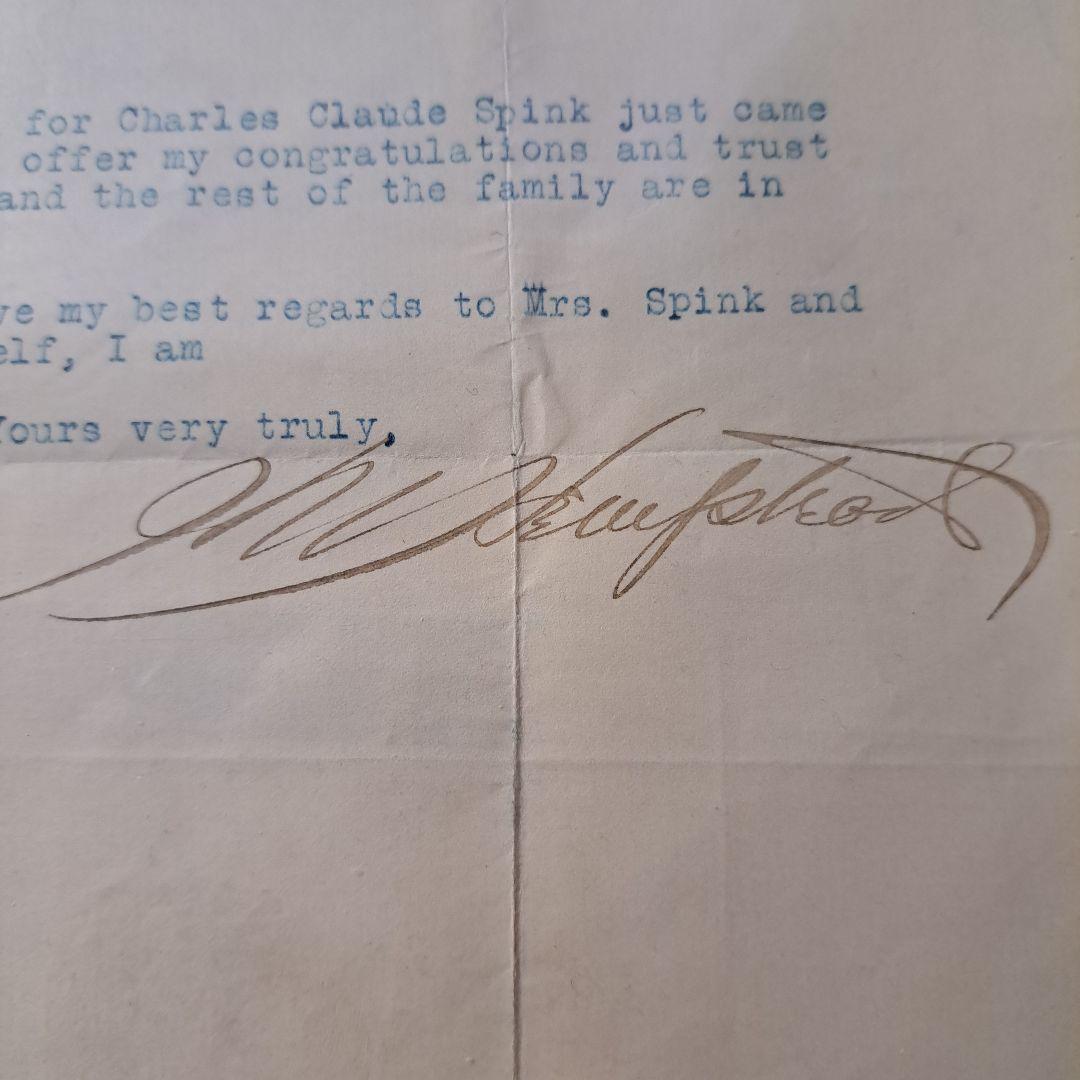 for Charles Claude Spink just came
offer my congratulations and trust
and the rest of the family are in
ve my best regards to Mrs. Spink and
elf, I am
Yours very truly,
Hempstead